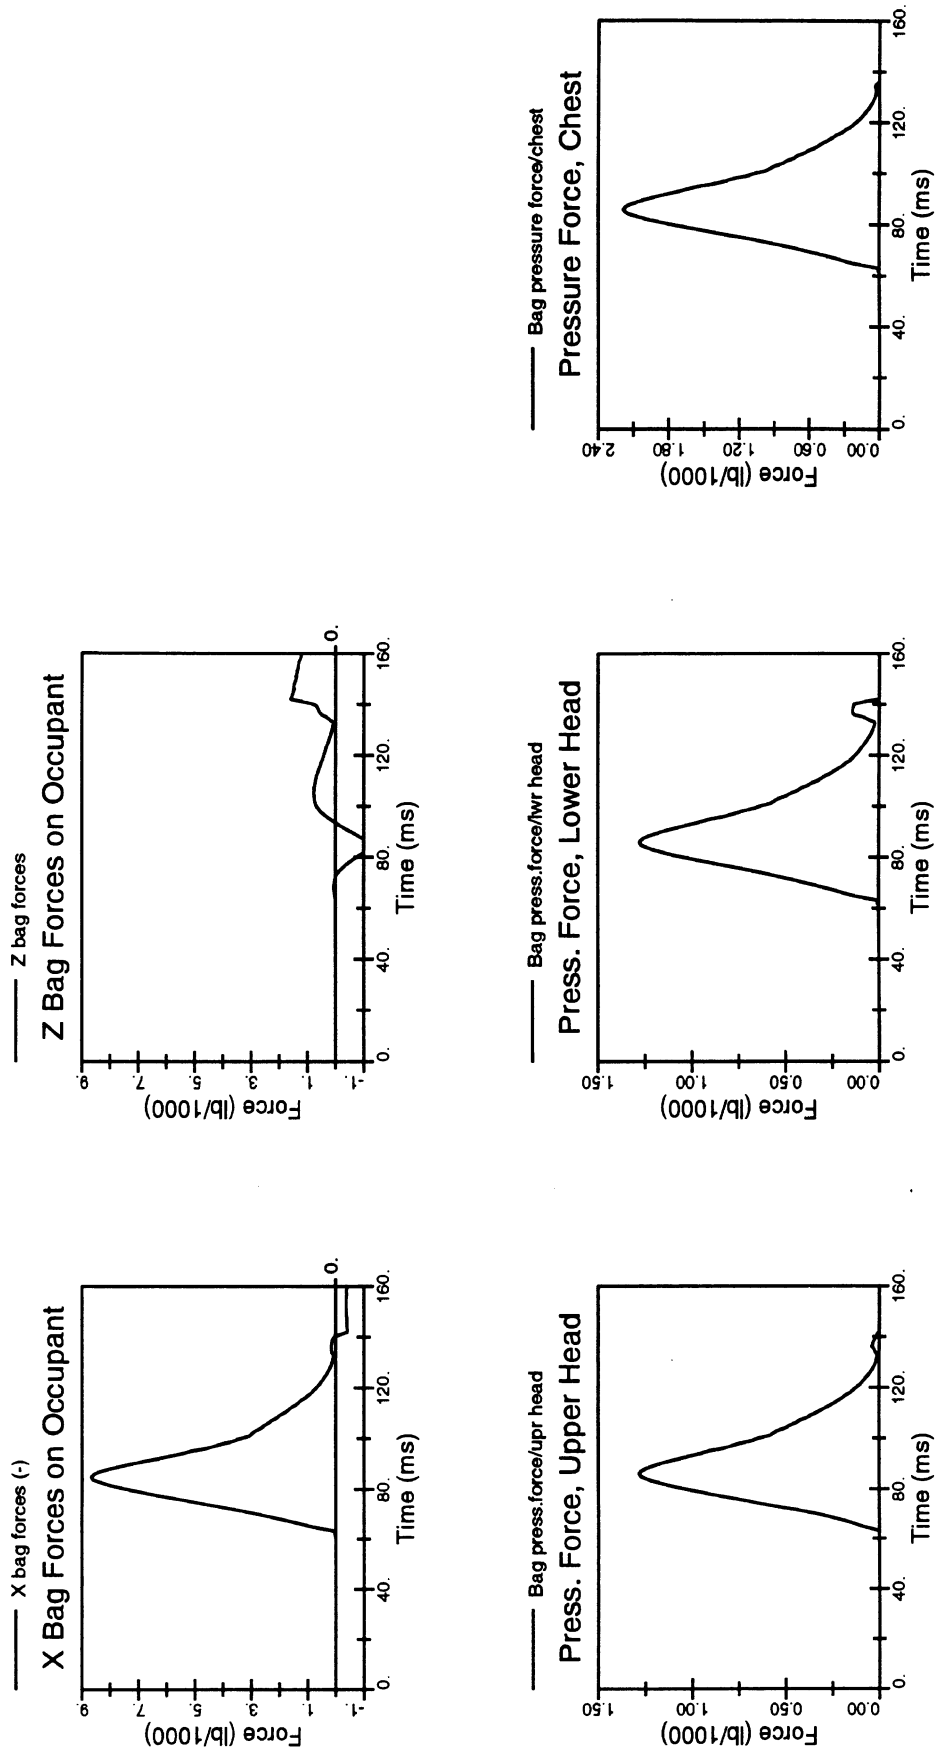 X bag forces (-)
X Bag Forces on Occupant
Force (lb/1000)
9.
7.
5.
3.
1.
-1.
0.
0.
40.
80.
120.
160.
Time (ms)
Z bag forces
Z Bag Forces on Occupant
Force (lb/1000)
9.
7.
5.
3.
1.
-1.
0.
0.
40.
80.
120.
160.
Time (ms)
Bag press.force/upr head
Press. Force, Upper Head
Force (lb/1000)
1.50
1.00
0.50
0.00
0.
40.
80.
120.
160.
Time (ms)
Bag press.force/lwr head
Press. Force, Lower Head
Force (lb/1000)
1.50
1.00
0.50
0.00
0.
40.
80.
120.
160.
Time (ms)
Bag pressure force/chest
Pressure Force, Chest
Force (lb/1000)
2.40
1.80
1.20
0.60
0.00
0.
40.
80.
120.
160.
Time (ms)